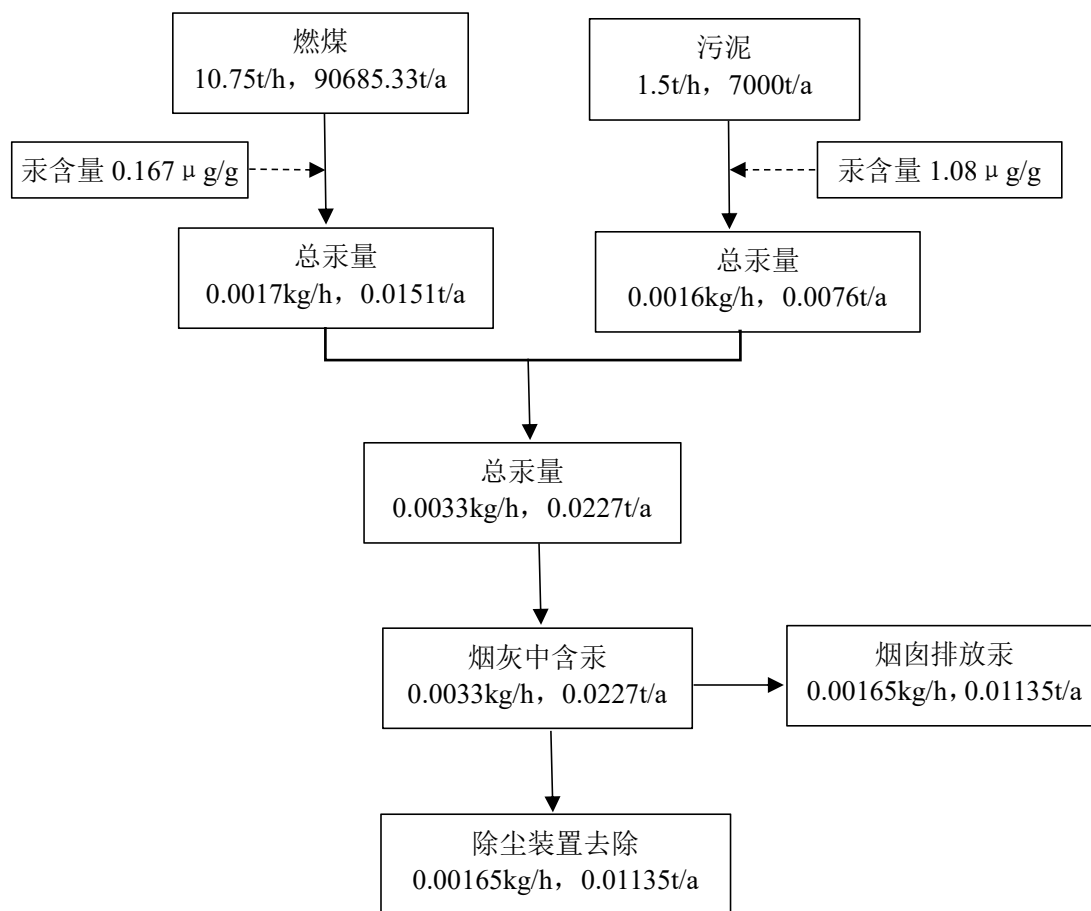 燃煤
10.75t/h，90685.33t/a
污泥
1.5t/h，7000t/a
汞含量 0.167μg/g
汞含量 1.08μg/g
总汞量
0.0017kg/h，0.0151t/a
总汞量
0.0016kg/h，0.0076t/a
总汞量
0.0033kg/h，0.0227t/a
烟灰中含汞
0.0033kg/h，0.0227t/a
烟囱排放汞
0.00165kg/h，0.01135t/a
除尘装置去除
0.00165kg/h，0.01135t/a